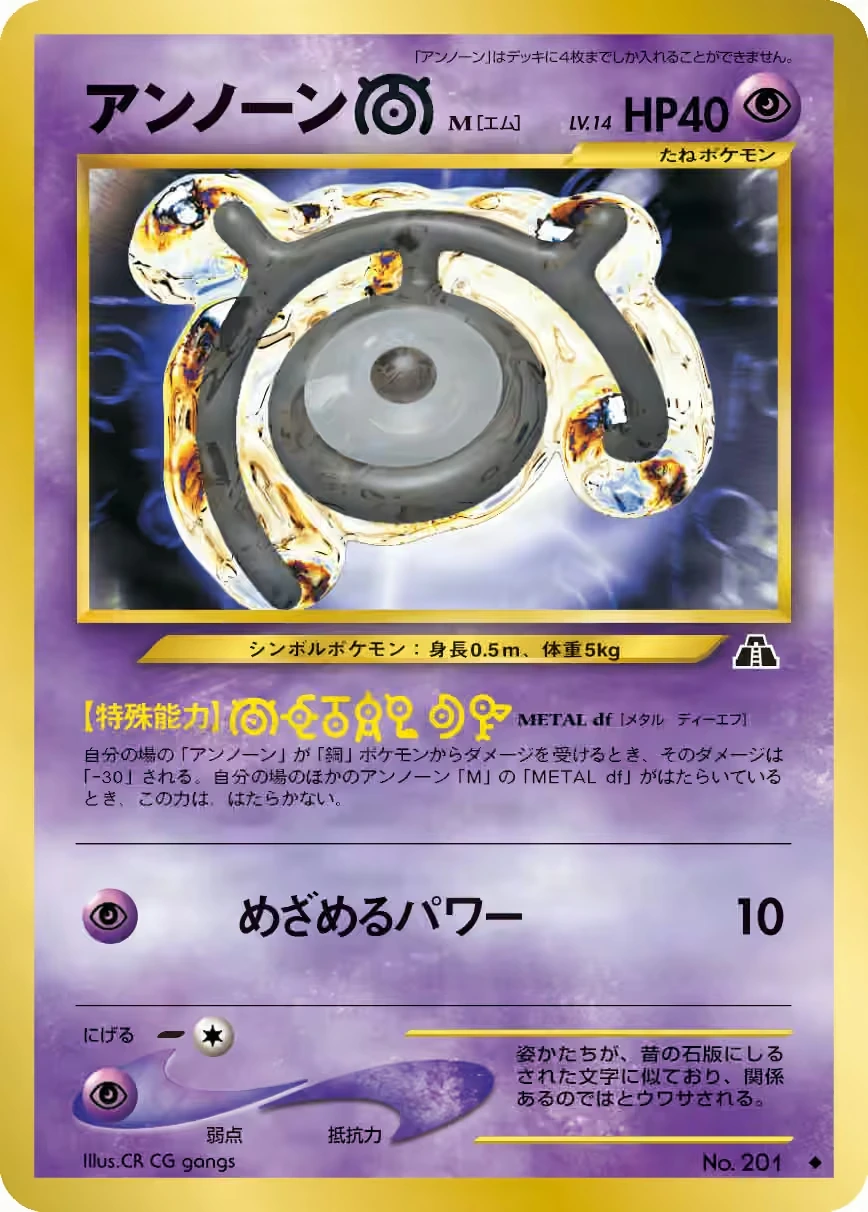 「アンノーン」はデッキに4枚までしか入れることができません。
アンノーン M[エム] LV.14 HP40
たねポケモン
シンボルポケモン：身長0.5m、体重5kg
【特殊能力】METAL df［メタル ディーエフ］
自分の場の「アンノーン」が「鋼」ポケモンからダメージを受けるとき、そのダメージは
「-30」される。自分の場のほかのアンノーン「M」の「METAL df」がはたらいている
とき、この力は、はたらかない。
めざめるパワー 10
にげる
姿かたちが、昔の石版にしる
された文字に似ており、関係
あるのではとウワサされる。
弱点 抵抗力
Illus.CR CG gangs
No. 201